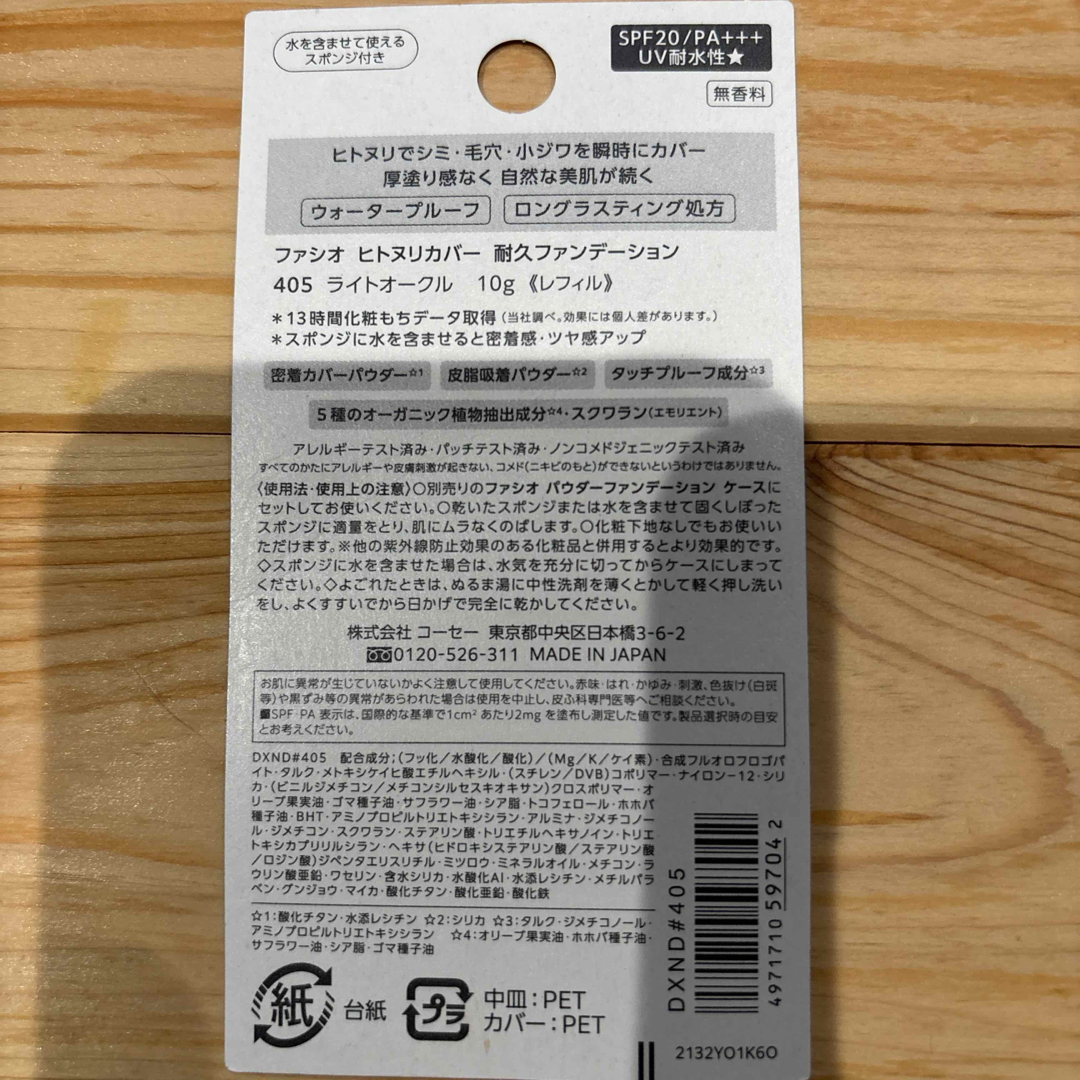 水を含ませて使える
スポンジ付き
SPF20/PA+++
UV耐水性★
無香料
ヒトヌリでシミ・毛穴・小ジワを瞬時にカバー
厚塗り感なく 自然な美肌が続く
ウォータープルーフ ロングラスティング処方
ファシオ ヒトヌリカバー 耐久ファンデーション
405 ライトオークル 10g《レフィル》
＊13時間化粧もちデータ取得（当社調べ。効果には個人差があります。）
＊スポンジに水を含ませると密着感・ツヤ感アップ
密着カバーパウダー☆1 皮脂吸着パウダー☆2 タッチプルーフ成分☆3
5種のオーガニック植物抽出成分☆4・スクワラン（エモリエント）
アレルギーテスト済み・パッチテスト済み・ノンコメドジェニックテスト済み
すべてのかたにアレルギーや皮膚刺激が起きない、コメド（ニキビのもと）ができないというわけではありません。
〈使用法・使用上の注意〉○別売りのファシオ パウダーファンデーション ケースに
セットしてお使いください。○乾いたスポンジまたは水を含ませて固くしぼった
スポンジに適量をとり、肌にムラなくのばします。○化粧下地なしでもお使いい
ただけます。※他の紫外線防止効果のある化粧品と併用するとより効果的です。
◇スポンジに水を含ませた場合は、水気を充分に切ってからケースにしまって
ください。◇よごれたときは、ぬるま湯に中性洗剤を薄くとかして軽く押し洗い
をし、よくすすいでから日かげで完全に乾かしてください。
株式会社 コーセー 東京都中央区日本橋3-6-2
0120-526-311 MADE IN JAPAN
お肌に異常が生じていないかよく注意して使用してください。赤味・はれ・かゆみ・刺激、色抜け（白斑
等）や黒ずみ等の異常があらわれた場合は使用を中止し、皮ふ科専門医等へご相談ください。
■SPF・PA 表示は、国際的な基準で1cm²あたり2mg を塗布し測定した値です。製品選択時の目安
とお考えください。
DXND#405 配合成分；（フッ化／水酸化／酸化）／（Mg／K／ケイ素）・合成フルオロフロゴパ
イト・タルク・メトキシケイヒ酸エチルヘキシル・（スチレン／DVB）コポリマー・ナイロン－12・シリ
カ・（ビニルジメチコン／メチコンシルセスキオキサン）クロスポリマー・オ
リーブ果実油・ゴマ種子油・サフラワー油・シア脂・トコフェロール・ホホバ
種子油・BHT・アミノプロピルトリエトキシシラン・アルミナ・ジメチコノー
ル・ジメチコン・スクワラン・ステアリン酸・トリエチルヘキサノイン・トリエ
トキシカプリリルシラン・ヘキサ（ヒドロキシステアリン酸／ステアリン酸
／ロジン酸）ジペンタエリスリチル・ミツロウ・ミネラルオイル・メチコン・ラ
ウリン酸亜鉛・ワセリン・含水シリカ・水酸化Al・水添レシチン・メチルパラ
ベン・グンジョウ・マイカ・酸化チタン・酸化亜鉛・酸化鉄
☆1：酸化チタン・水添レシチン ☆2：シリカ ☆3：タルク・ジメチコノール・
アミノプロピルトリエトキシシラン ☆4：オリーブ果実油・ホホバ種子油・
サフラワー油・シア脂・ゴマ種子油
DXND#405
4971710 597042
紙 台紙
プラ 中皿：PET
カバー：PET
2132YO1K6O